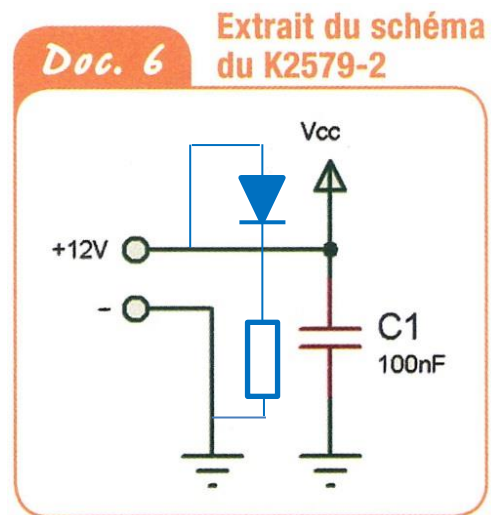 Doc. 6
Extrait du schéma
du K2579-2
Vcc
+12V
-
C1
100nF